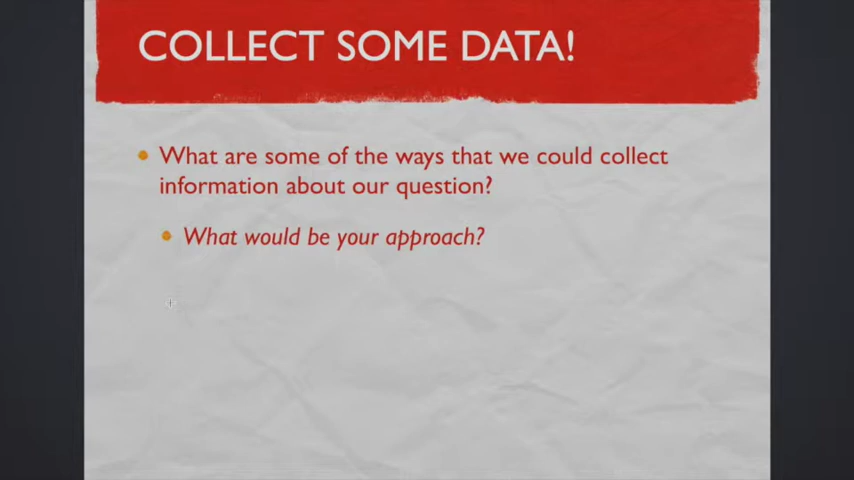 COLLECT SOME DATA!
What are some of the ways that we could collect
information about our question?
What would be your approach?